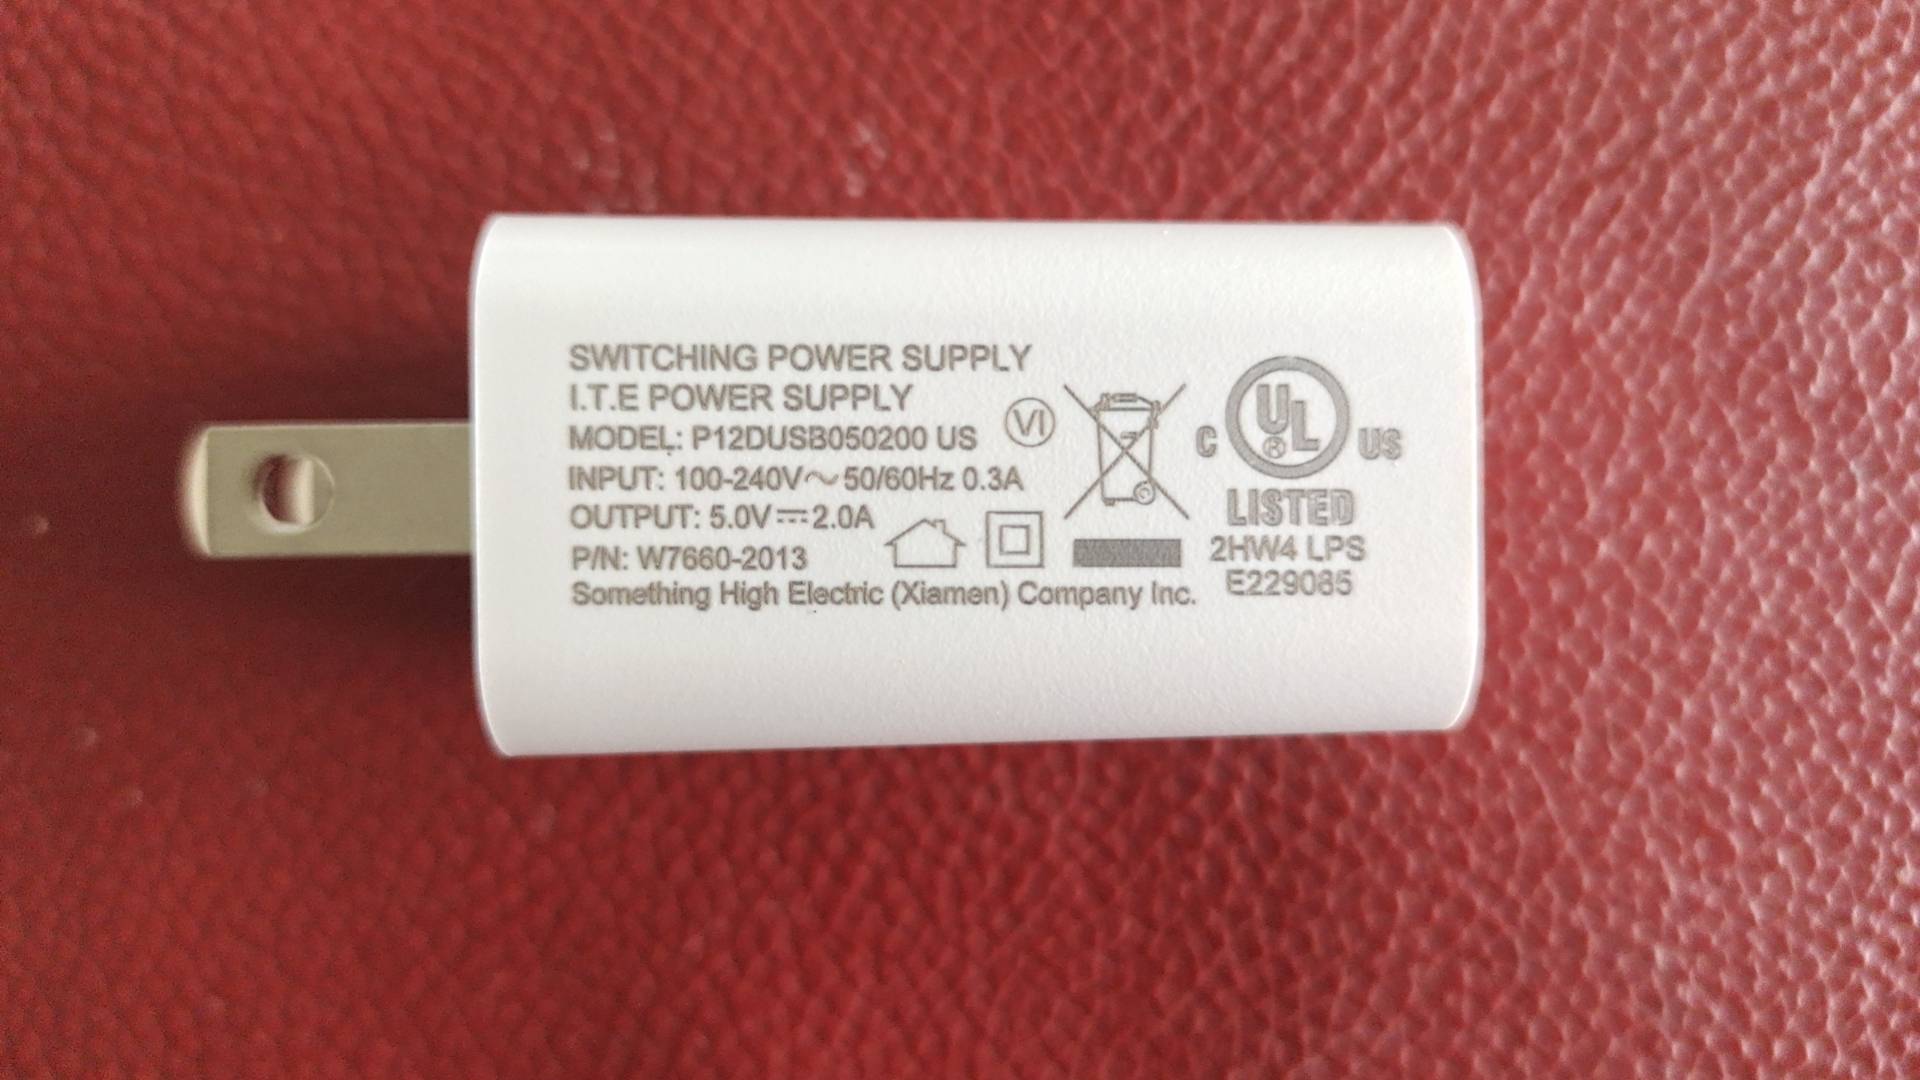 SWITCHING POWER SUPPLY
I.T.E POWER SUPPLY
MODEL: P12DUSB050200 US
INPUT: 100-240V～50/60Hz 0.3A
OUTPUT: 5.0V⎓2.0A
P/N: W7660-2013
Something High Electric (Xiamen) Company Inc.
VI
C UL US
®
LISTED
2HW4 LPS
E229085